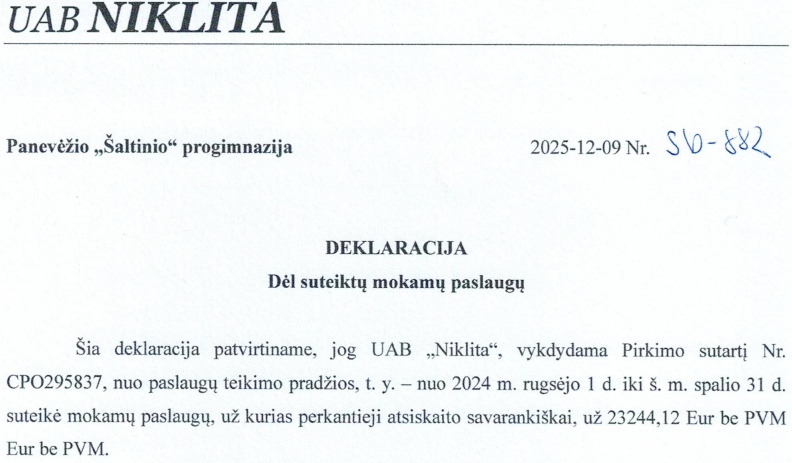 UAB NIKLITA
Panevėžio „Šaltinio“ progimnazija 2025-12-09 Nr. SD-882
DEKLARACIJA
Dėl suteiktų mokamų paslaugų
Šia deklaracija patvirtiname, jog UAB „Niklita“, vykdydama Pirkimo sutartį Nr.
CPO295837, nuo paslaugų teikimo pradžios, t. y. – nuo 2024 m. rugsėjo 1 d. iki š. m. spalio 31 d.
suteikė mokamų paslaugų, už kurias perkantieji atsiskaito savarankiškai, už 23244,12 Eur be PVM
Eur be PVM.